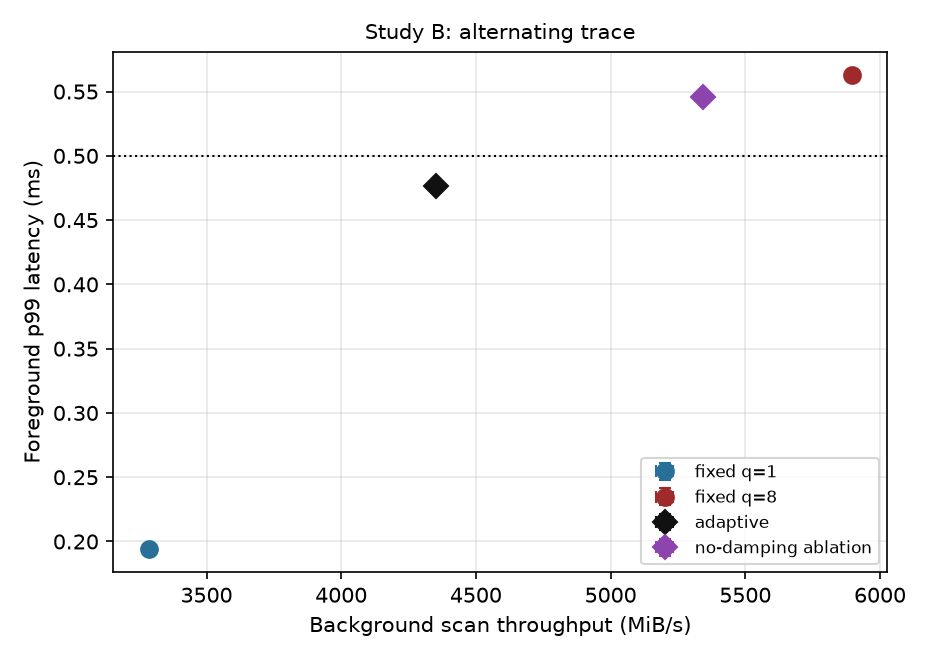 Study B: alternating trace
Foreground p99 latency (ms)
0.55
0.50
0.45
0.40
0.35
0.30
0.25
0.20
fixed q=1
fixed q=8
adaptive
no-damping ablation
3500 4000 4500 5000 5500 6000
Background scan throughput (MiB/s)